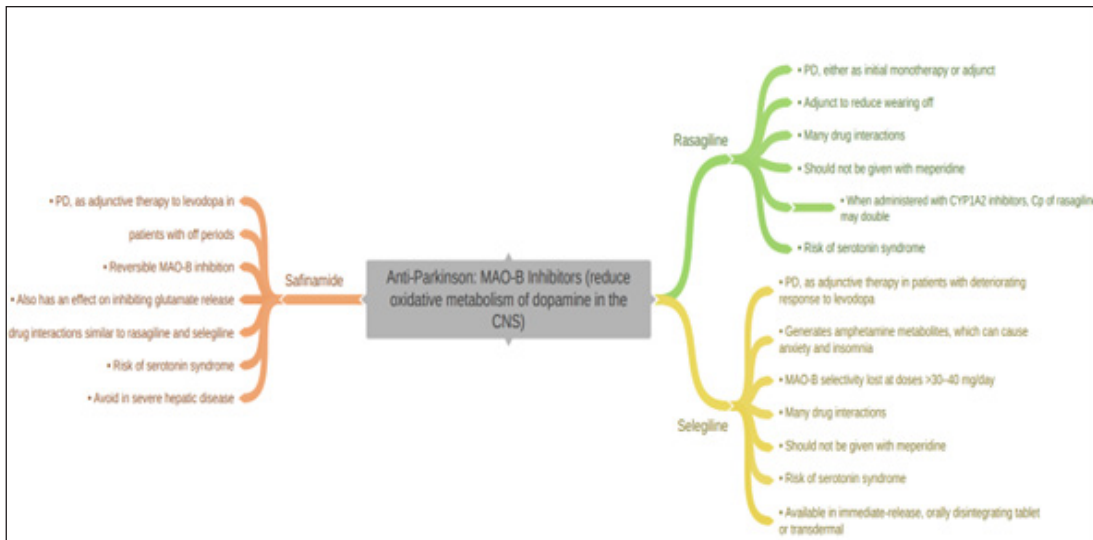 Anti-Parkinson: MAO-B Inhibitors (reduce
oxidative metabolism of dopamine in the
CNS)
Rasagiline
• PD, either as initial monotherapy or adjunct
• Adjunct to reduce wearing off
• Many drug interactions
• Should not be given with meperidine
• When administered with CYP1A2 inhibitors, Cp of rasagiline
may double
• Risk of serotonin syndrome
Selegiline
• PD, as adjunctive therapy in patients with deteriorating
response to levodopa
• Generates amphetamine metabolites, which can cause
anxiety and insomnia
• MAO-B selectivity lost at doses >30–40 mg/day
• Many drug interactions
• Should not be given with meperidine
• Risk of serotonin syndrome
• Available in immediate-release, orally disintegrating tablet
or transdermal
Safinamide
• PD, as adjunctive therapy to levodopa in
patients with off periods
• Reversible MAO-B inhibition
• Also has an effect on inhibiting glutamate release
drug interactions similar to rasagiline and selegiline
• Risk of serotonin syndrome
• Avoid in severe hepatic disease